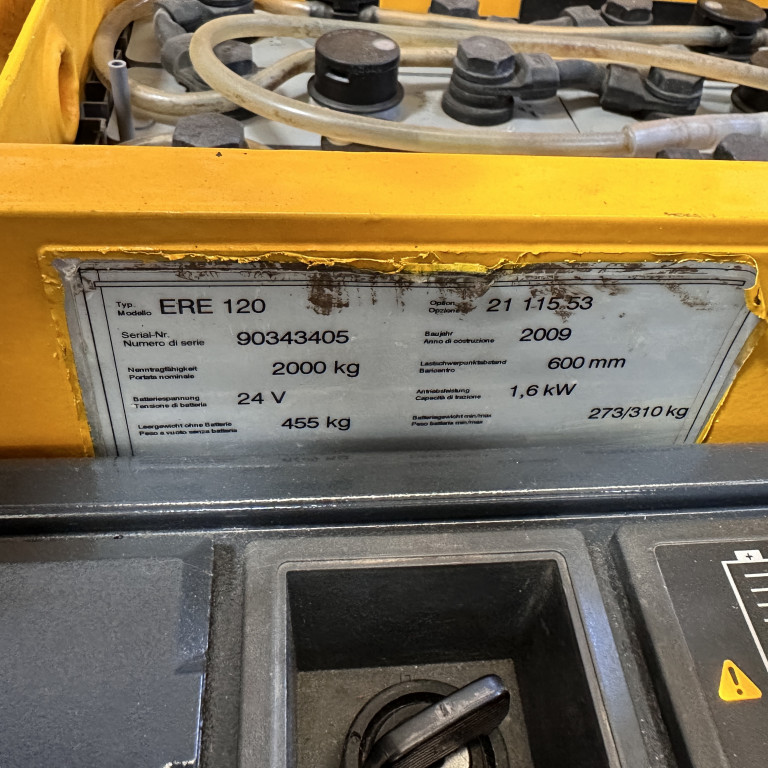 Typ.
Modello ERE 120
Option
Opzione 21 115.53
Serial-Nr.
Numero di serie 90343405
Baujahr
Anno di costruzione 2009
Nenntragfähigkeit
Portata nominale 2000 kg
Lastschwerpunktabstand
Baricentro 600 mm
Batteriespannung
Tensione di batteria 24 V
Antriebsleistung
Capacità di trazione 1,6 kW
Leergewicht ohne Batterie
Peso a vuoto senza batteria 455 kg
Batteriegewicht min/max
Peso batteria min/max 273/310 kg